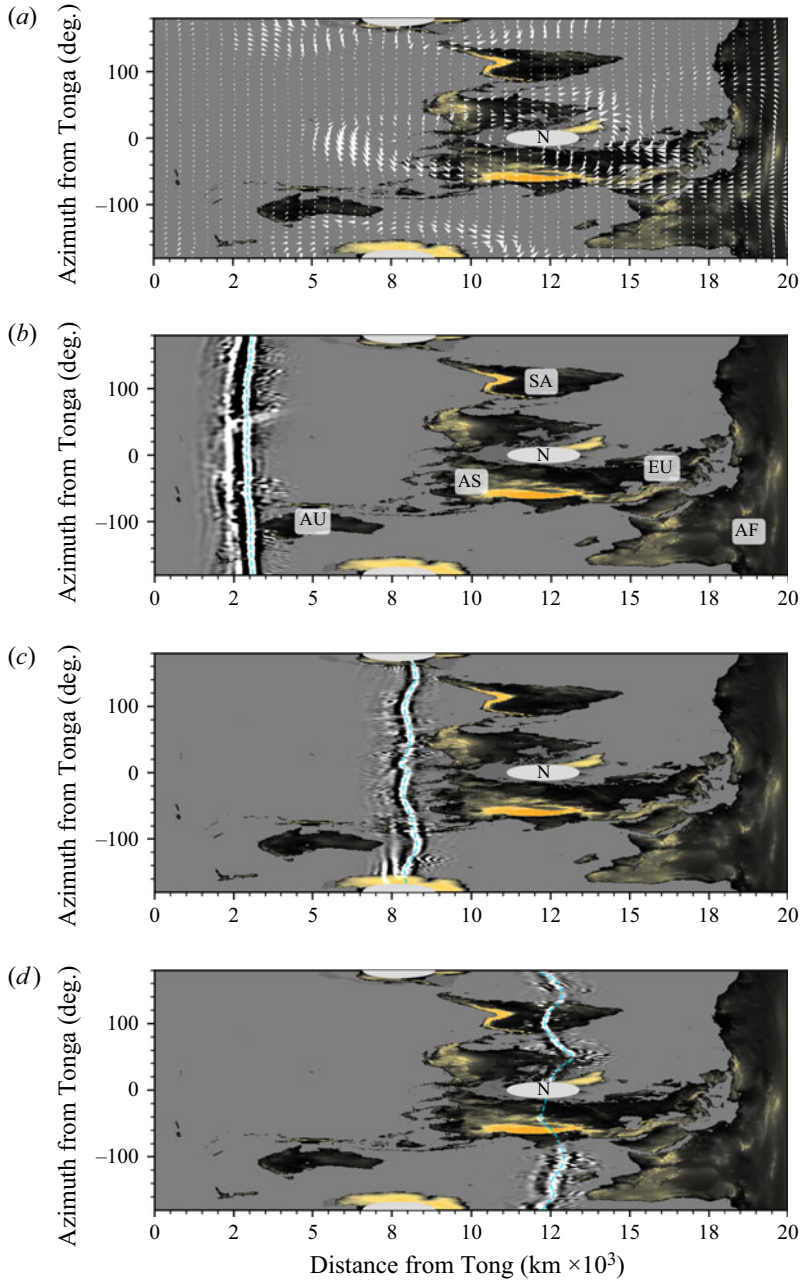 (a)
Azimuth from Tonga (deg.)
100
0
–100
N
0 2 5 8 10 13 15 18 20
(b)
Azimuth from Tonga (deg.)
100
0
–100
SA
N
AS
EU
AU
AF
0 2 5 8 10 12 15 18 20
(c)
Azimuth from Tonga (deg.)
100
0
–100
N
0 2 5 8 10 12 15 18 20
(d)
Azimuth from Tonga (deg.)
100
0
–100
N
0 2 5 8 10 12 15 18 20
Distance from Tong (km ×10³)